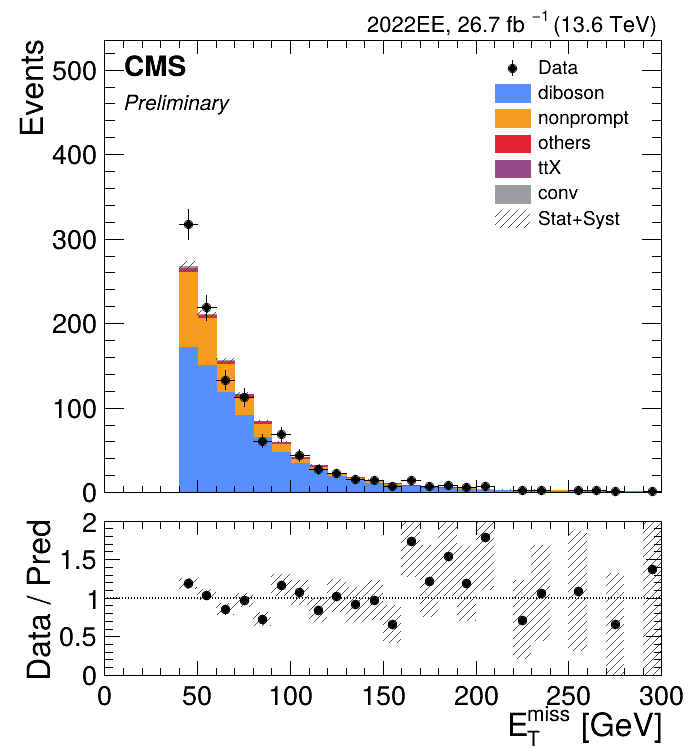 2022EE, 26.7 fb⁻¹ (13.6 TeV)
CMS
Preliminary
Events
500
400
300
200
100
0
Data
diboson
nonprompt
others
ttX
conv
Stat+Syst
Data / Pred
2
1.5
1
0.5
0
0 50 100 150 200 250 300
E_T^miss [GeV]